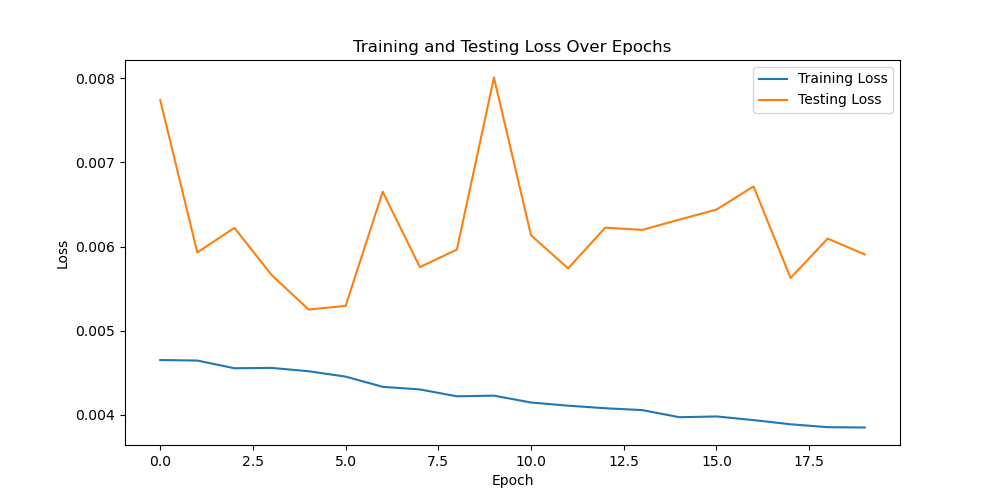 Training and Testing Loss Over Epochs
Training Loss
Testing Loss
0.008
0.007
0.006
0.005
0.004
Loss
0.0 2.5 5.0 7.5 10.0 12.5 15.0 17.5
Epoch